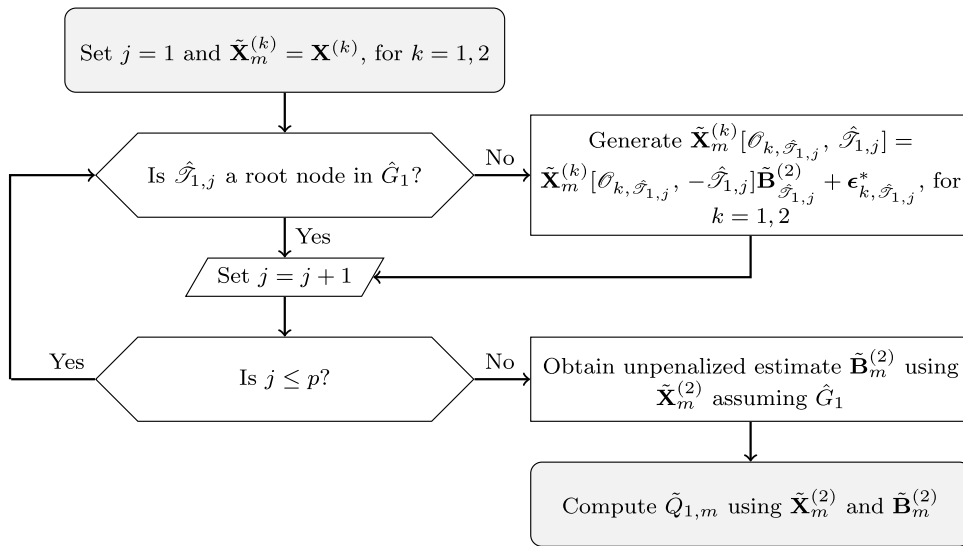 Set j = 1 and X̃_m^(k) = X^(k), for k = 1, 2
Is 𝒯̂_{1,j} a root node in Ĝ_1?
No
Generate X̃_m^(k)[𝒪_{k,𝒯̂_{1,j}}, 𝒯̂_{1,j}] =
X̃_m^(k)[𝒪_{k,𝒯̂_{1,j}}, −𝒯̂_{1,j}]B̃_{𝒯̂_{1,j}}^(2) + ϵ*_{k,𝒯̂_{1,j}}, for
k = 1, 2
Yes
Set j = j + 1
Yes
Is j ≤ p?
No
Obtain unpenalized estimate B̃_m^(2) using
X̃_m^(2) assuming Ĝ_1
Compute Q̃_{1,m} using X̃_m^(2) and B̃_m^(2)